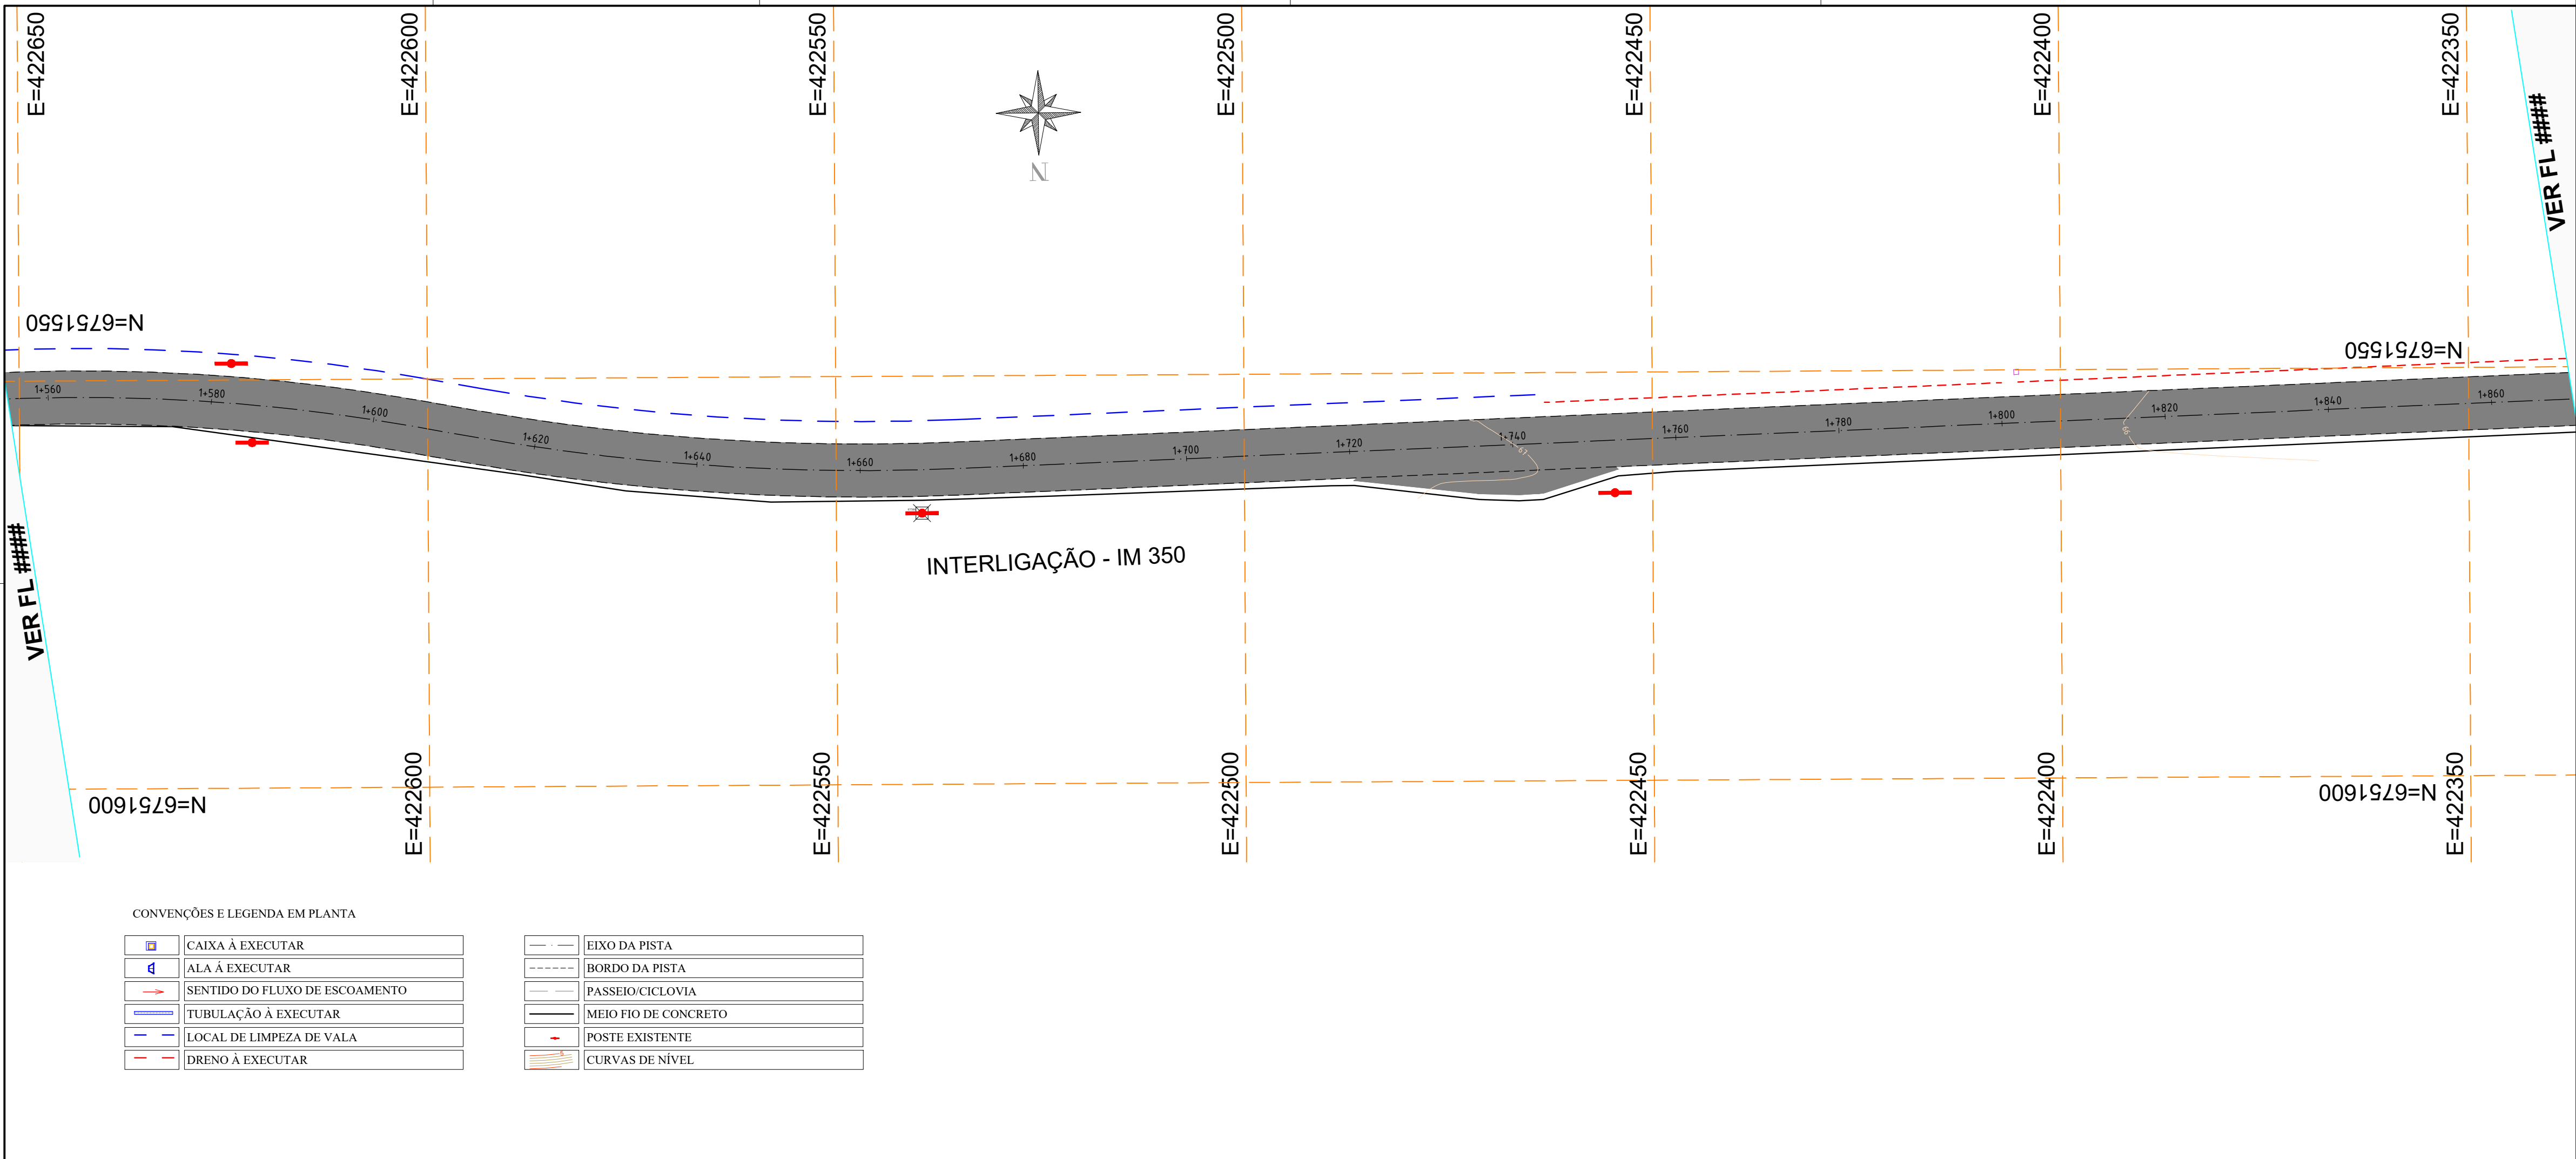 E=422650
E=422600
E=422550
E=422500
E=422450
E=422400
E=422350
VER FL ###
N
N=6751550
N=6751550
1+560
1+580
1+600
1+620
1+640
1+660
1+680
1+700
1+720
1+740
1+760
1+780
1+800
1+820
1+840
1+860
67
66
INTERLIGAÇÃO - IM 350
VER FL ###
N=6751600
E=422600
E=422550
E=422500
E=422450
E=422400
E=422350
N=6751600
CONVENÇÕES E LEGENDA EM PLANTA
CAIXA À EXECUTAR
ALA Á EXECUTAR
SENTIDO DO FLUXO DE ESCOAMENTO
TUBULAÇÃO À EXECUTAR
LOCAL DE LIMPEZA DE VALA
DRENO À EXECUTAR
EIXO DA PISTA
BORDO DA PISTA
PASSEIO/CICLOVIA
MEIO FIO DE CONCRETO
POSTE EXISTENTE
5
CURVAS DE NÍVEL